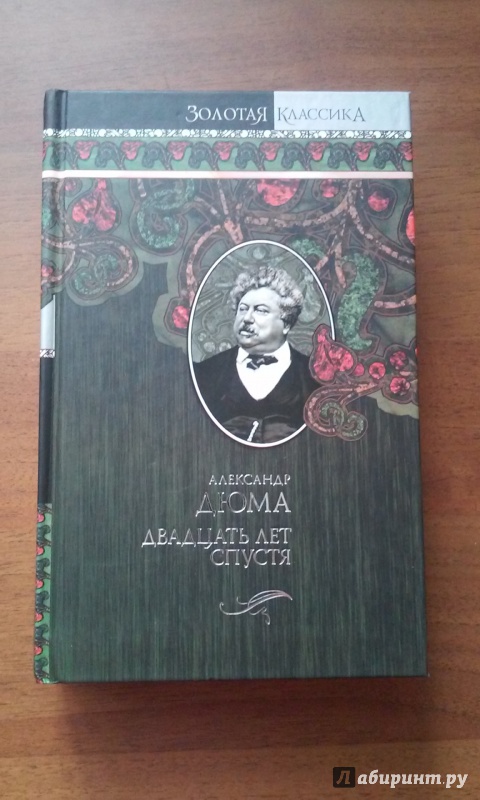 ЗОЛОТАЯ КЛАССИКА
АЛЕКСАНДР
ДЮМА
ДВАДЦАТЬ ЛЕТ
СПУСТЯ
Лабиринт.ру